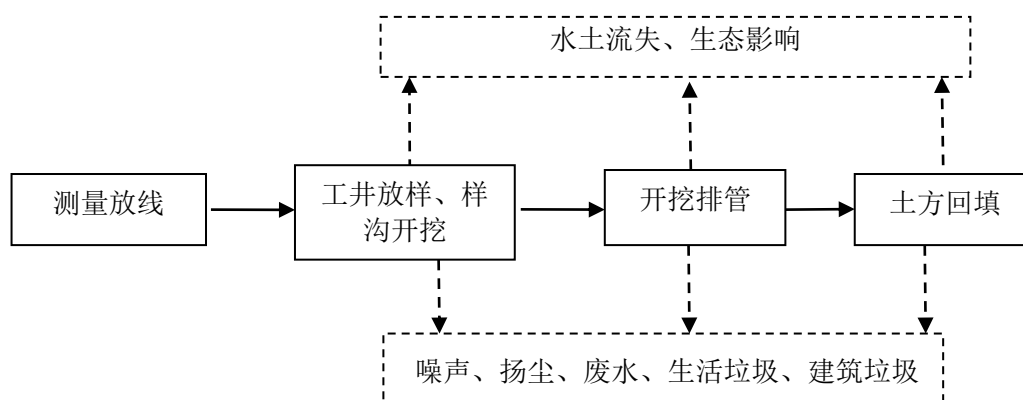 水土流失、生态影响
测量放线
工井放样、样
沟开挖
开挖排管
土方回填
噪声、扬尘、废水、生活垃圾、建筑垃圾